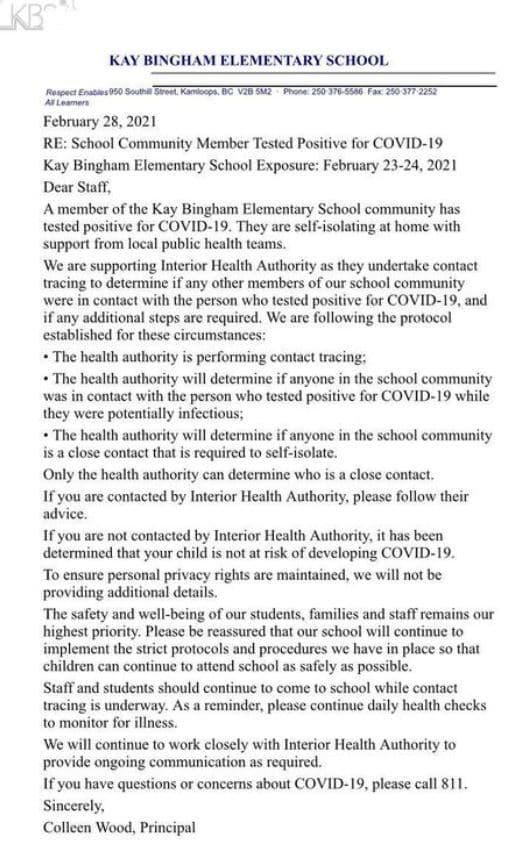 KB
KAY BINGHAM ELEMENTARY SCHOOL
Respect Enables 950 Southill Street, Kamloops, BC V2B 5M2 · Phone: 250-376-5586 Fax: 250-377-2252
All Learners
February 28, 2021
RE: School Community Member Tested Positive for COVID-19
Kay Bingham Elementary School Exposure: February 23-24, 2021
Dear Staff,
A member of the Kay Bingham Elementary School community has
tested positive for COVID-19. They are self-isolating at home with
support from local public health teams.
We are supporting Interior Health Authority as they undertake contact
tracing to determine if any other members of our school community
were in contact with the person who tested positive for COVID-19, and
if any additional steps are required. We are following the protocol
established for these circumstances:
• The health authority is performing contact tracing;
• The health authority will determine if anyone in the school community
was in contact with the person who tested positive for COVID-19 while
they were potentially infectious;
• The health authority will determine if anyone in the school community
is a close contact that is required to self-isolate.
Only the health authority can determine who is a close contact.
If you are contacted by Interior Health Authority, please follow their
advice.
If you are not contacted by Interior Health Authority, it has been
determined that your child is not at risk of developing COVID-19.
To ensure personal privacy rights are maintained, we will not be
providing additional details.
The safety and well-being of our students, families and staff remains our
highest priority. Please be reassured that our school will continue to
implement the strict protocols and procedures we have in place so that
children can continue to attend school as safely as possible.
Staff and students should continue to come to school while contact
tracing is underway. As a reminder, please continue daily health checks
to monitor for illness.
We will continue to work closely with Interior Health Authority to
provide ongoing communication as required.
If you have questions or concerns about COVID-19, please call 811.
Sincerely,
Colleen Wood, Principal